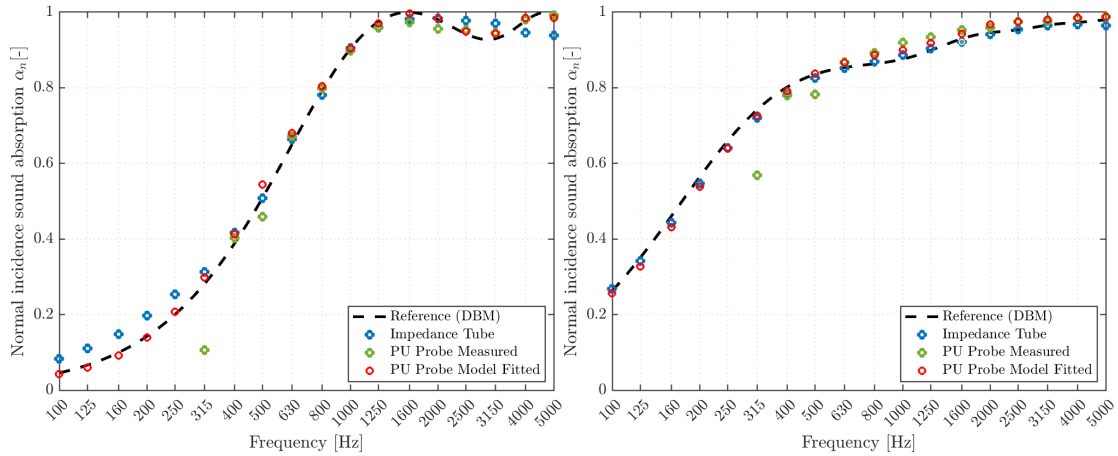 Normal incidence sound absorption αn[-]
1
0.8
0.6
0.4
0.2
0
Reference (DBM)
Impedance Tube
PU Probe Measured
PU Probe Model Fitted
100 125 160 200 250 315 400 500 630 800 1000 1250 1600 2000 2500 3150 4000 5000
Frequency [Hz]
Normal incidence sound absorption αn[-]
1
0.8
0.6
0.4
0.2
0
Reference (DBM)
Impedance Tube
PU Probe Measured
PU Probe Model Fitted
100 125 160 200 250 315 400 500 630 800 1000 1250 1600 2000 2500 3150 4000 5000
Frequency [Hz]